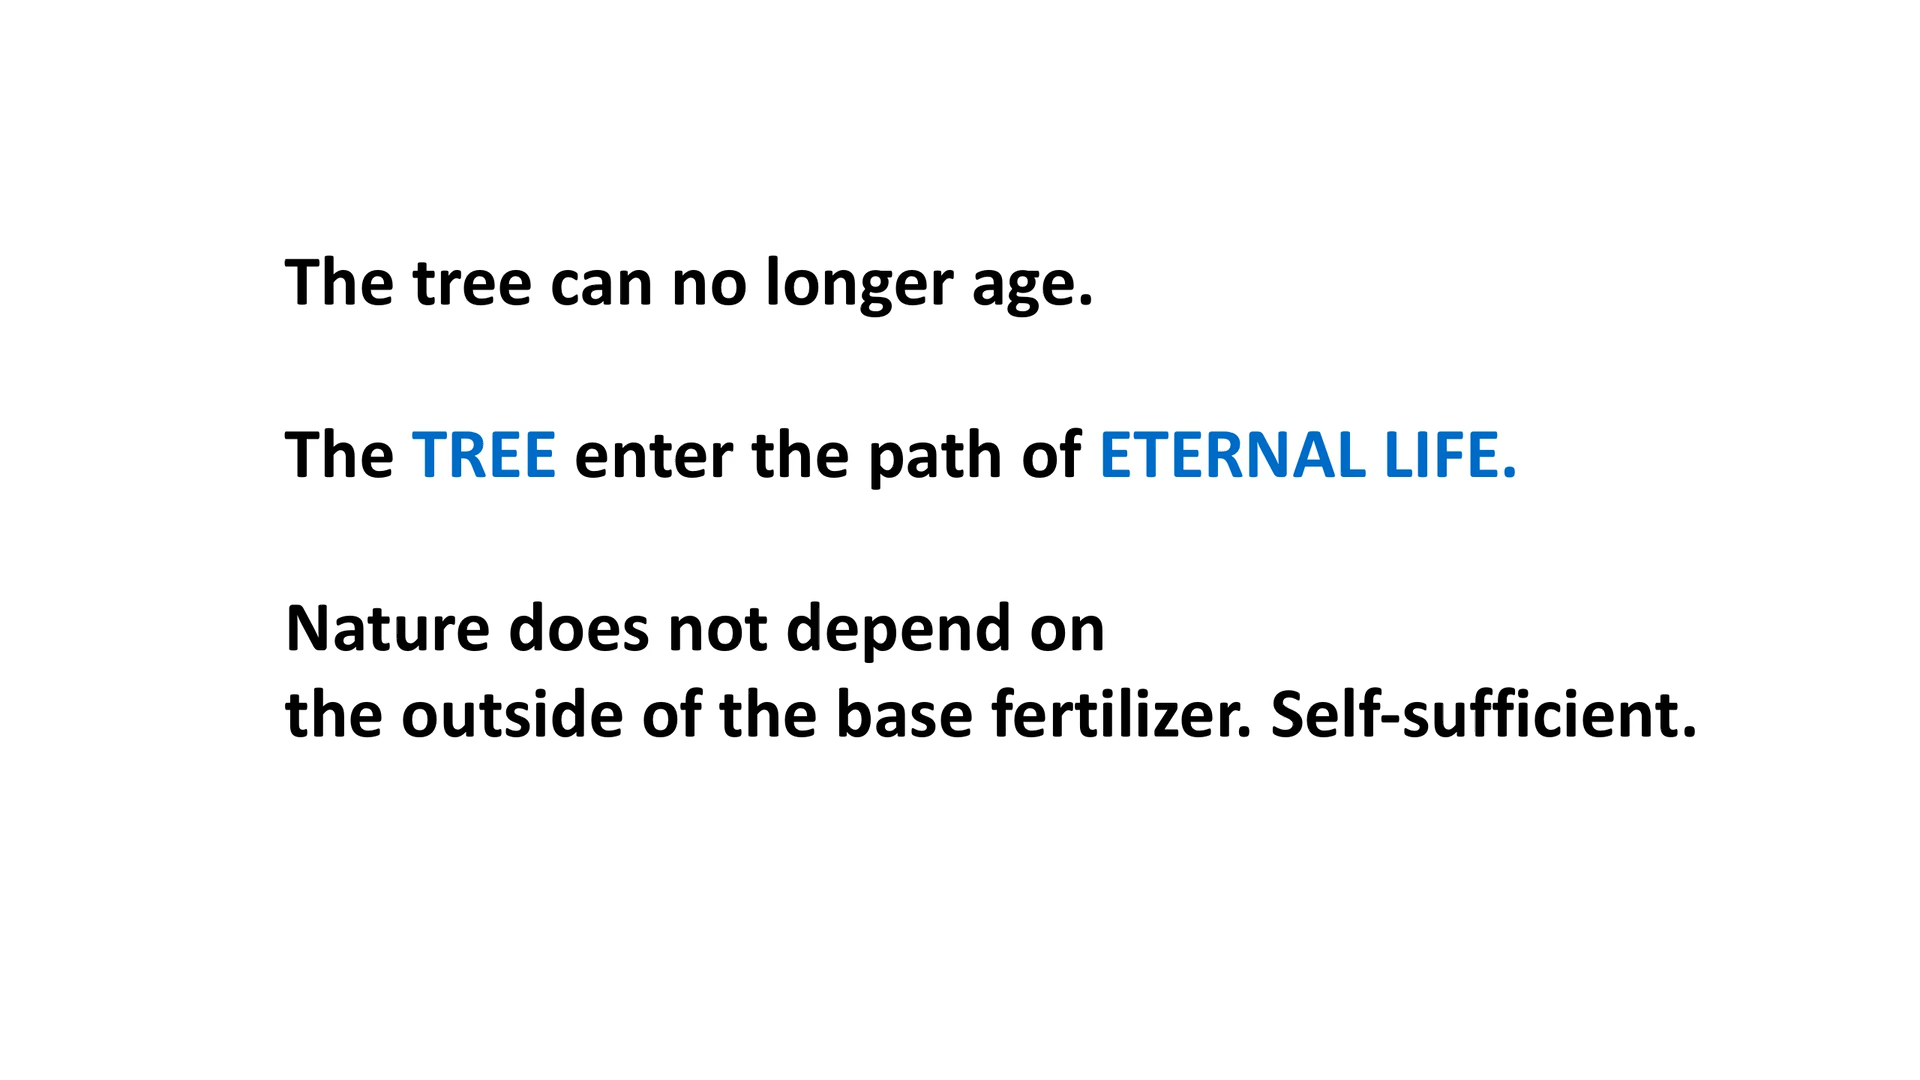 The tree can no longer age.
The TREE enter the path of ETERNAL LIFE.
Nature does not depend on
the outside of the base fertilizer. Self-sufficient.